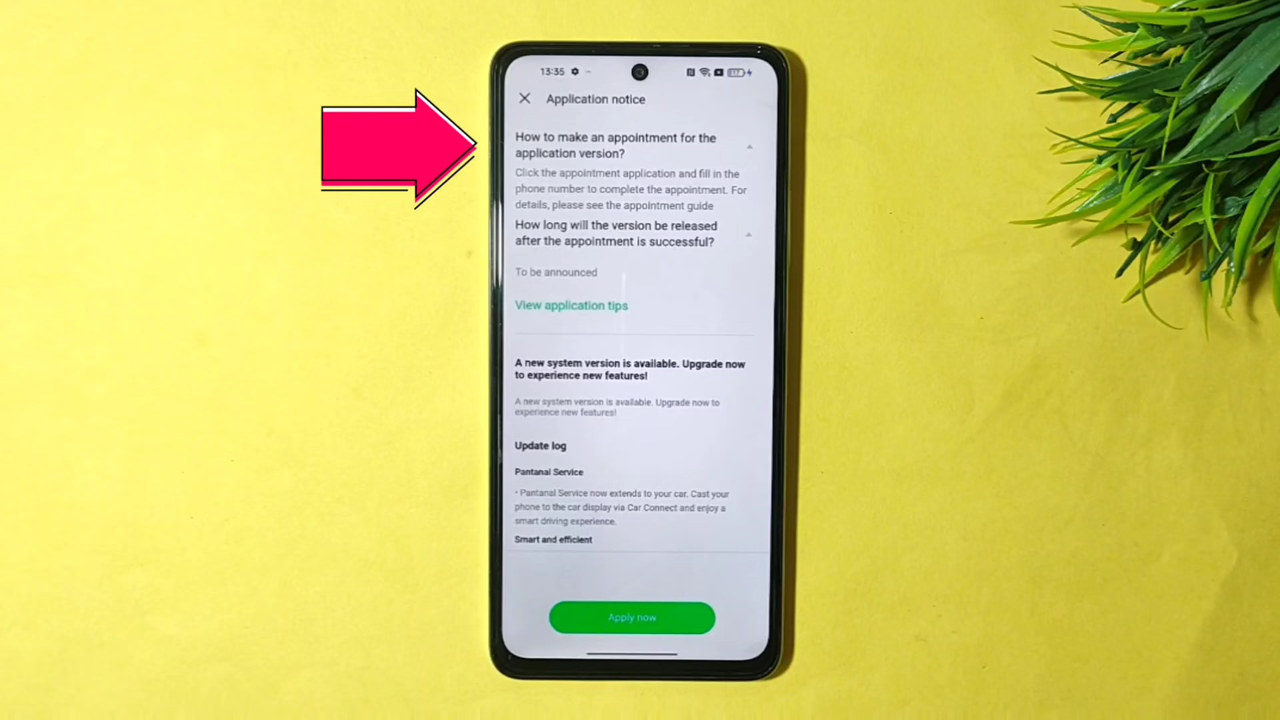 13:35
Application notice
How to make an appointment for the
application version?
Click the appointment application and fill in the
phone number to complete the appointment. For
details, please see the appointment guide
How long will the version be released
after the appointment is successful?
To be announced
View application tips
A new system version is available. Upgrade now
to experience new features!
A new system version is available. Upgrade now to
experience new features!
Update log
Pantanal Service
· Pantanal Service now extends to your car. Cast your
phone to the car display via Car Connect and enjoy a
smart driving experience.
Smart and efficient
Apply now